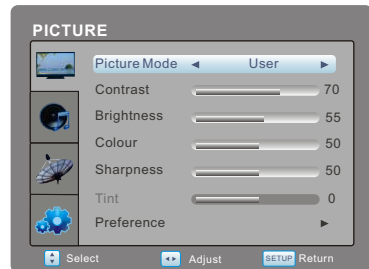 PICTURE
Picture Mode ◄ User ►
Contrast 70
Brightness 55
Colour 50
Sharpness 50
Tint 0
Preference ►
Select Adjust SETUP Return